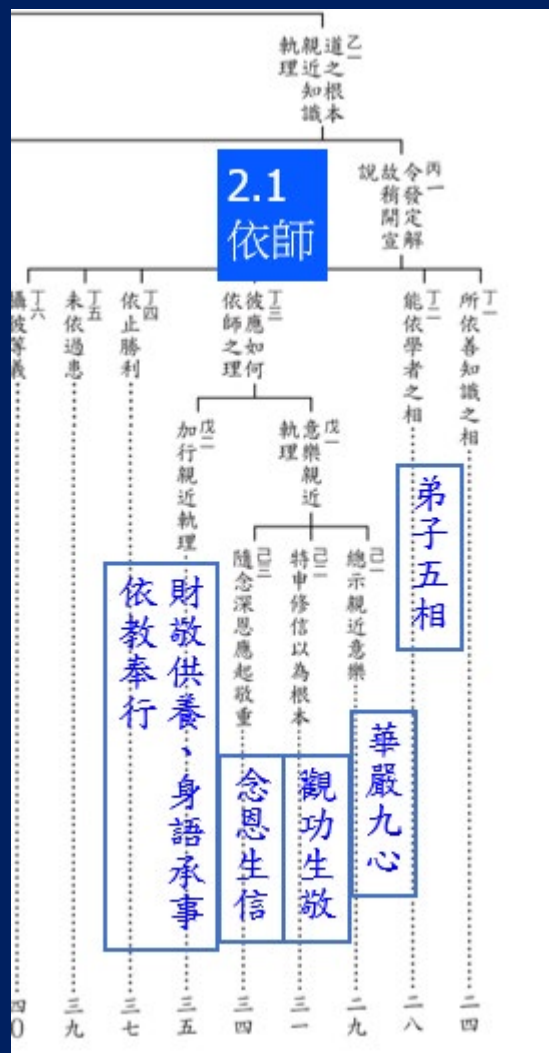 乙一
道之根本
親近知識
軌理
丙一
令發定解
故稍開宣
說
2.1
依師
丁一
所依善知識之相
二四
丁二
能依學者之相
弟子五相
二八
丁三
彼應如何
依師之理
戊一
意樂親近
軌理
己一
總示親近意樂
華嚴九心
二九
己二
特申修信以為根本
觀功生敬
三一
己三
隨念深恩應起敬重
念恩生信
三四
戊二
加行親近軌理
財敬供養、身語承事
依教奉行
三五
丁四
依止勝利
三七
丁五
未依過患
三九
丁六
攝彼等義
四〇